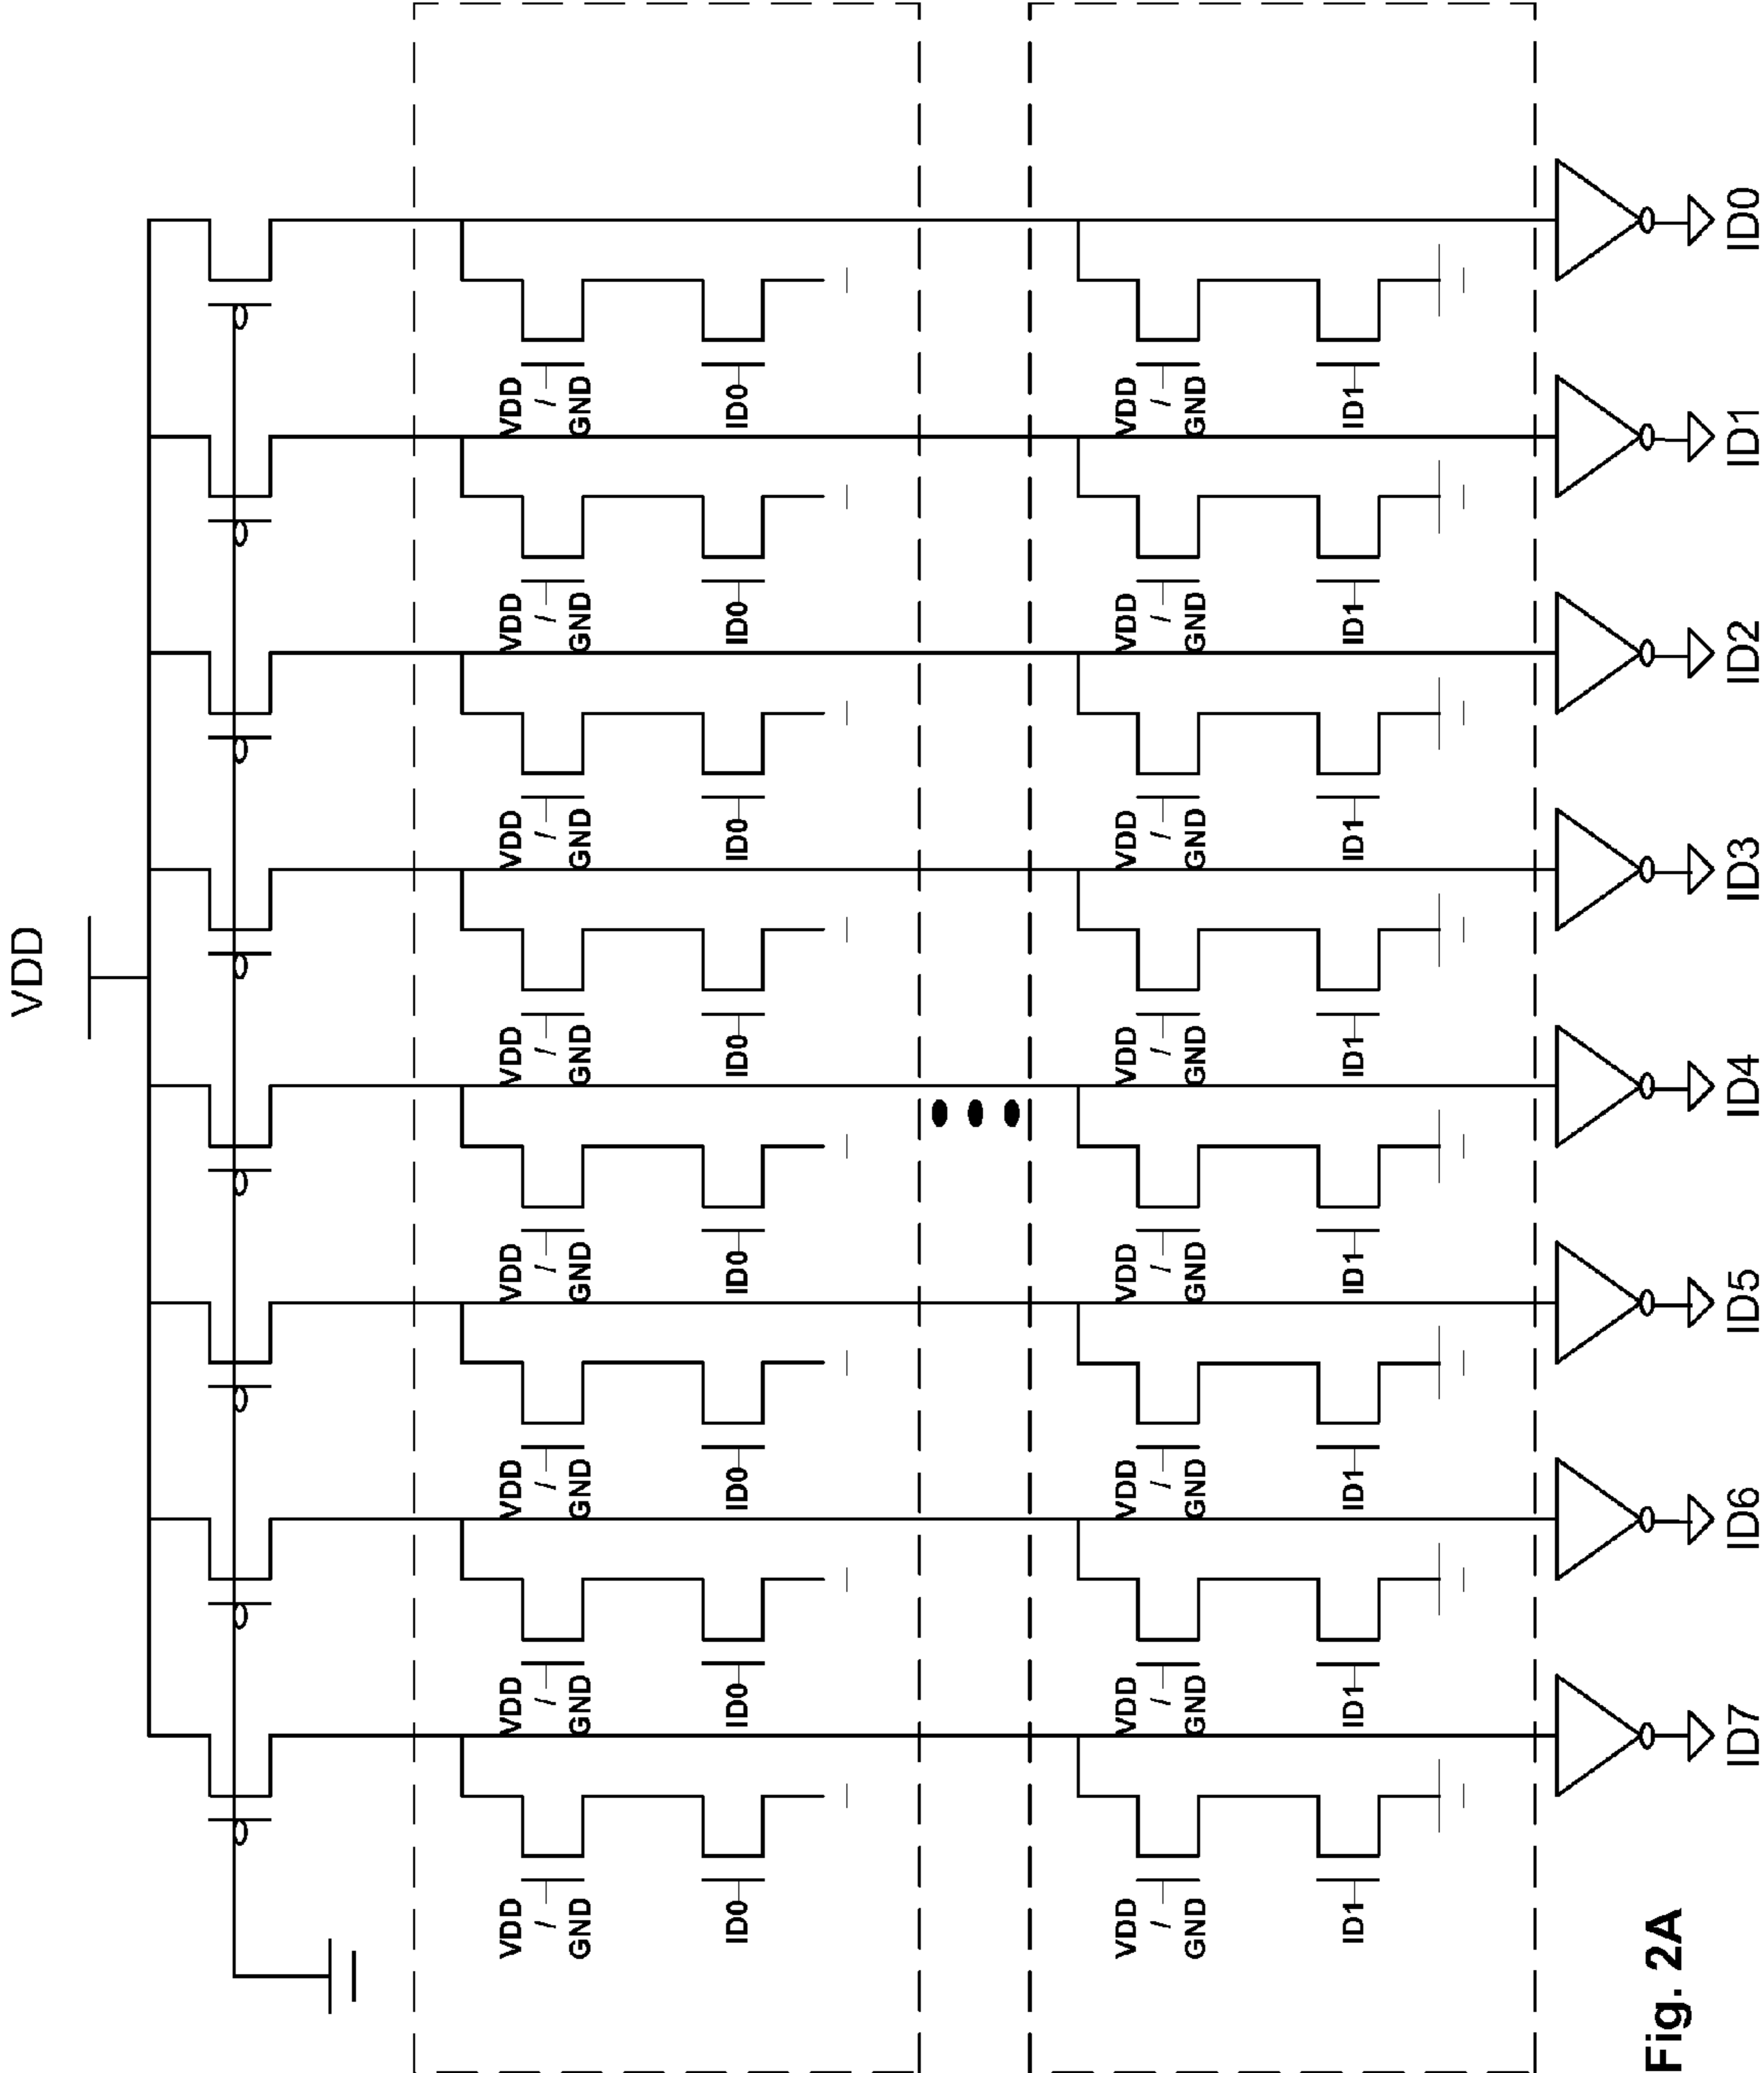 VDD
VDD VDD VDD VDD VDD VDD VDD VDD
/ / / / / / / /
GND GND GND GND GND GND GND GND
ID0 ID0 ID0 ID0 ID0 ID0 ID0 ID0
VDD VDD VDD VDD VDD VDD VDD VDD
/ / / / / / / /
GND GND GND GND GND GND GND GND
ID1 ID1 ID1 ID1 ID1 ID1 ID1 ID1
Fig. 2A
ID7 ID6 ID5 ID4 ID3 ID2 ID1 ID0